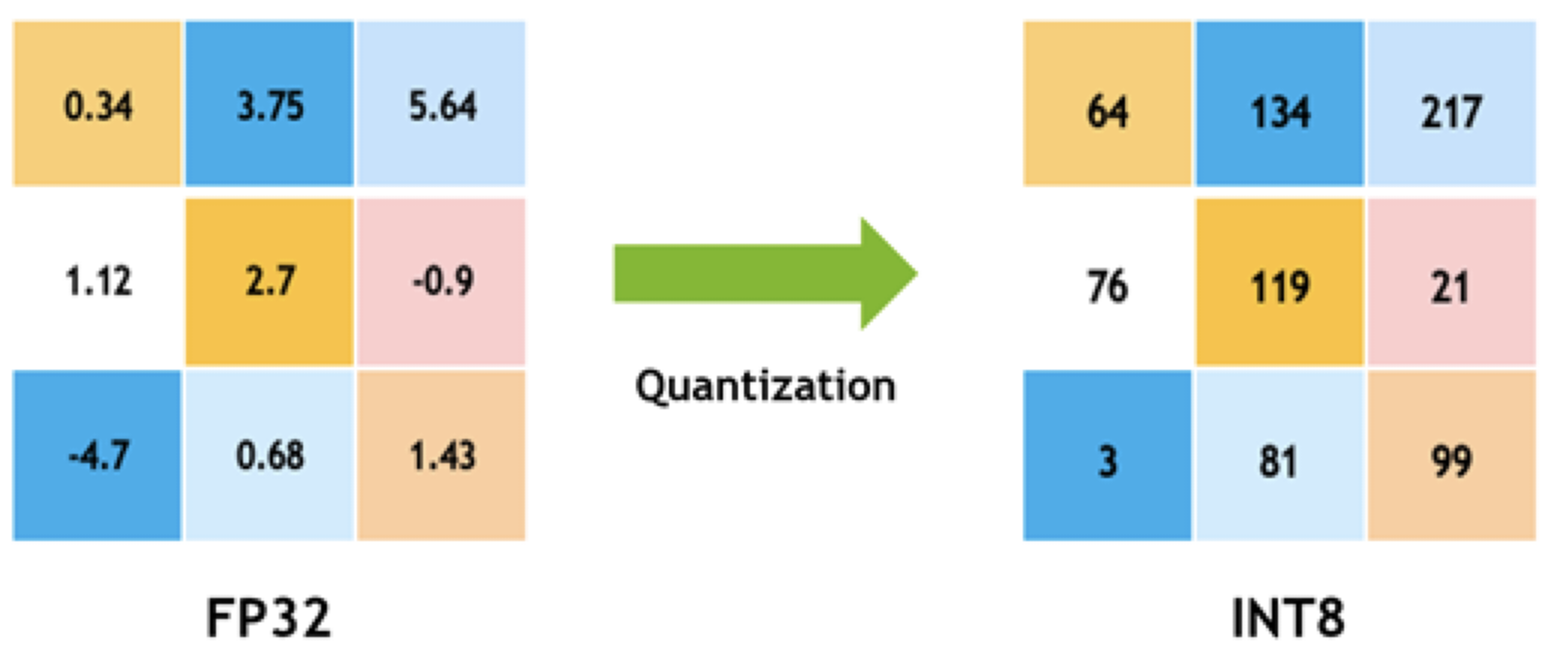 0.34 3.75 5.64 64 134 217
1.12 2.7 -0.9 76 119 21
Quantization
-4.7 0.68 1.43 3 81 99
FP32 INT8